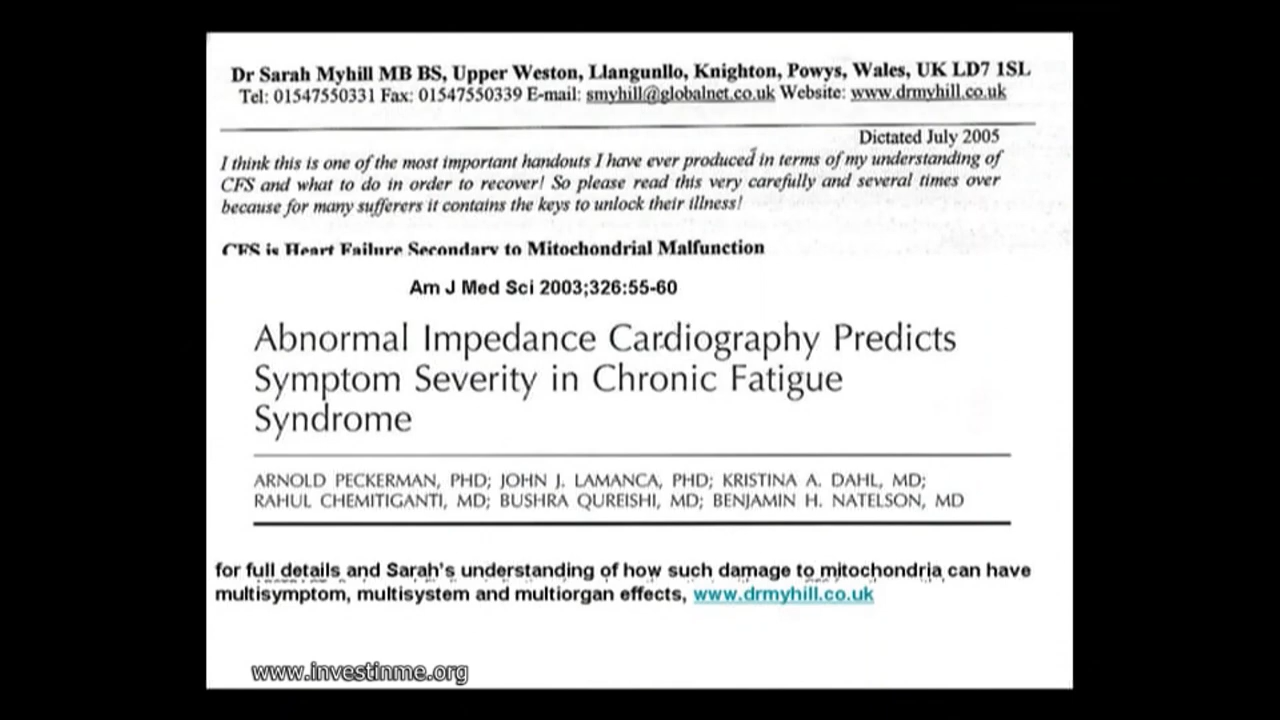 Dr Sarah Myhill MB BS, Upper Weston, Llangunllo, Knighton, Powys, Wales, UK LD7 1SL
Tel: 01547550331 Fax: 01547550339 E-mail: smyhill@globalnet.co.uk Website: www.drmyhill.co.uk
Dictated July 2005
I think this is one of the most important handouts I have ever produced in terms of my understanding of
CFS and what to do in order to recover! So please read this very carefully and several times over
because for many sufferers it contains the keys to unlock their illness!
CFS is Heart Failure Secondary to Mitochondrial Malfunction
Am J Med Sci 2003;326:55-60
Abnormal Impedance Cardiography Predicts
Symptom Severity in Chronic Fatigue
Syndrome
ARNOLD PECKERMAN, PHD; JOHN J. LAMANCA, PHD; KRISTINA A. DAHL, MD;
RAHUL CHEMITIGANTI, MD; BUSHRA QUREISHI, MD; BENJAMIN H. NATELSON, MD
for full details and Sarah's understanding of how such damage to mitochondria can have
multisymptom, multisystem and multiorgan effects, www.drmyhill.co.uk
www.investinme.org